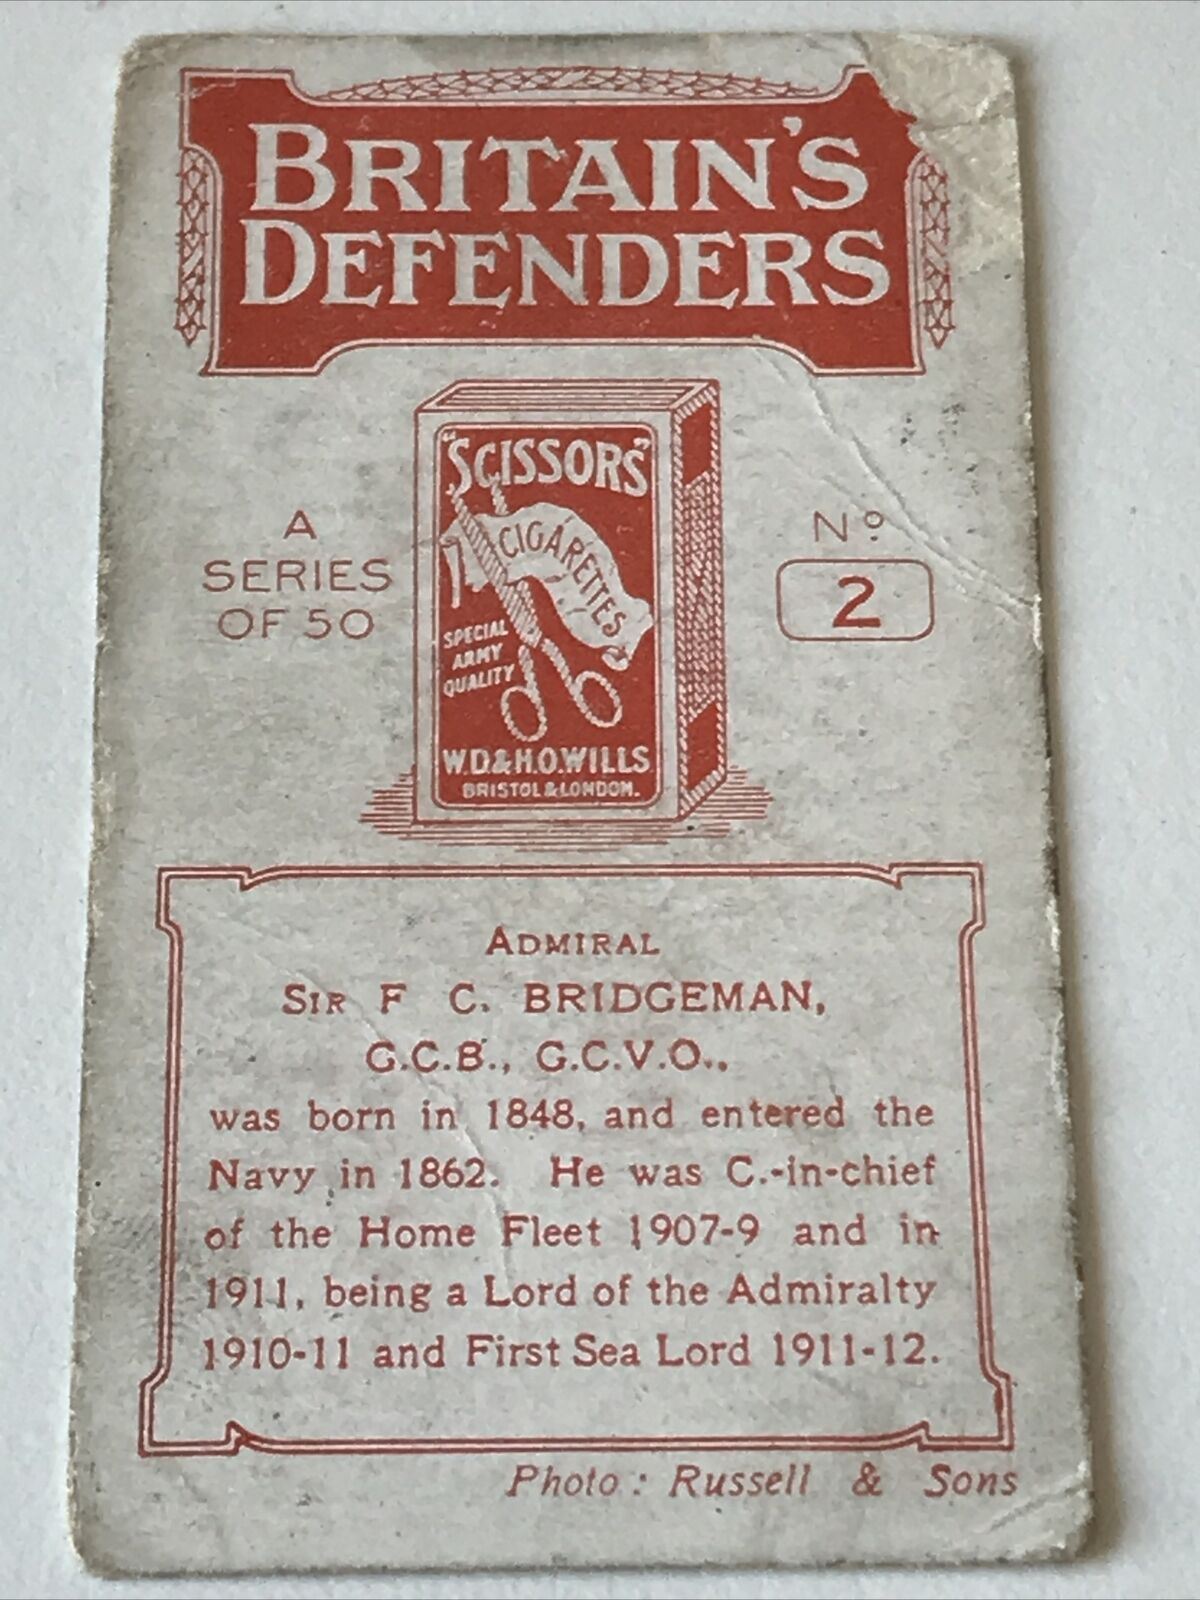 BRITAIN'S
DEFENDERS
"SCISSORS"
CIGARETTES
SPECIAL
ARMY
QUALITY
W.D.&H.O.WILLS
BRISTOL & LONDON.
A
SERIES
OF 50
No.
2
ADMIRAL
SIR F C. BRIDGEMAN,
G.C.B., G.C.V.O.,
was born in 1848, and entered the
Navy in 1862. He was C.-in-chief
of the Home Fleet 1907-9 and in
1911, being a Lord of the Admiralty
1910-11 and First Sea Lord 1911-12.
Photo: Russell & Sons